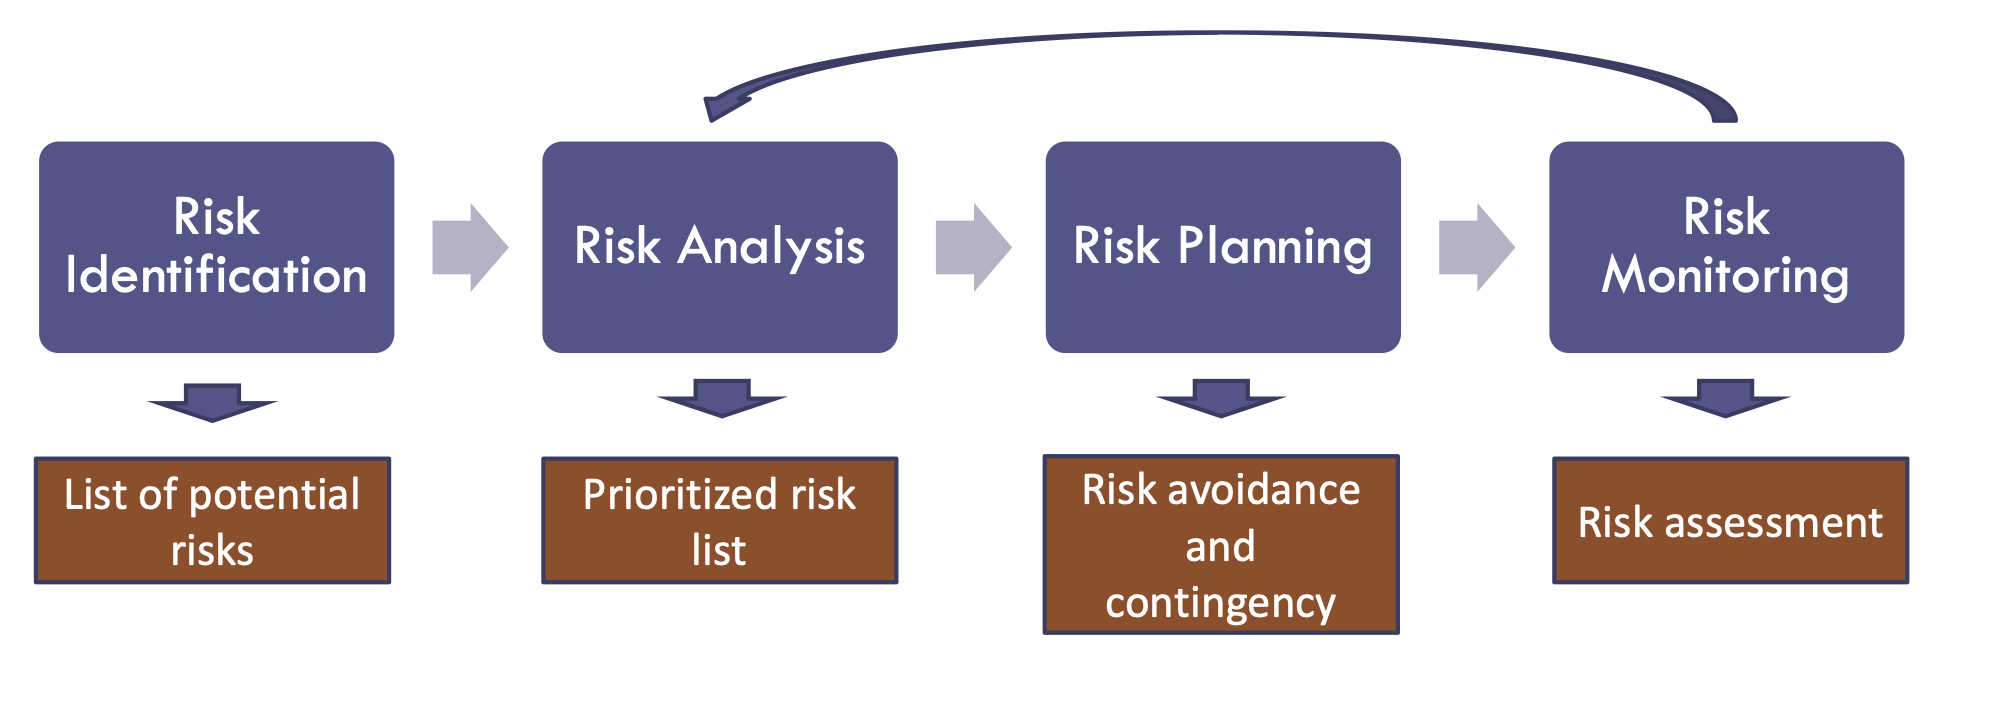 Risk
Identification
Risk Analysis
Risk Planning
Risk
Monitoring
List of potential
risks
Prioritized risk
list
Risk avoidance
and
contingency
Risk assessment